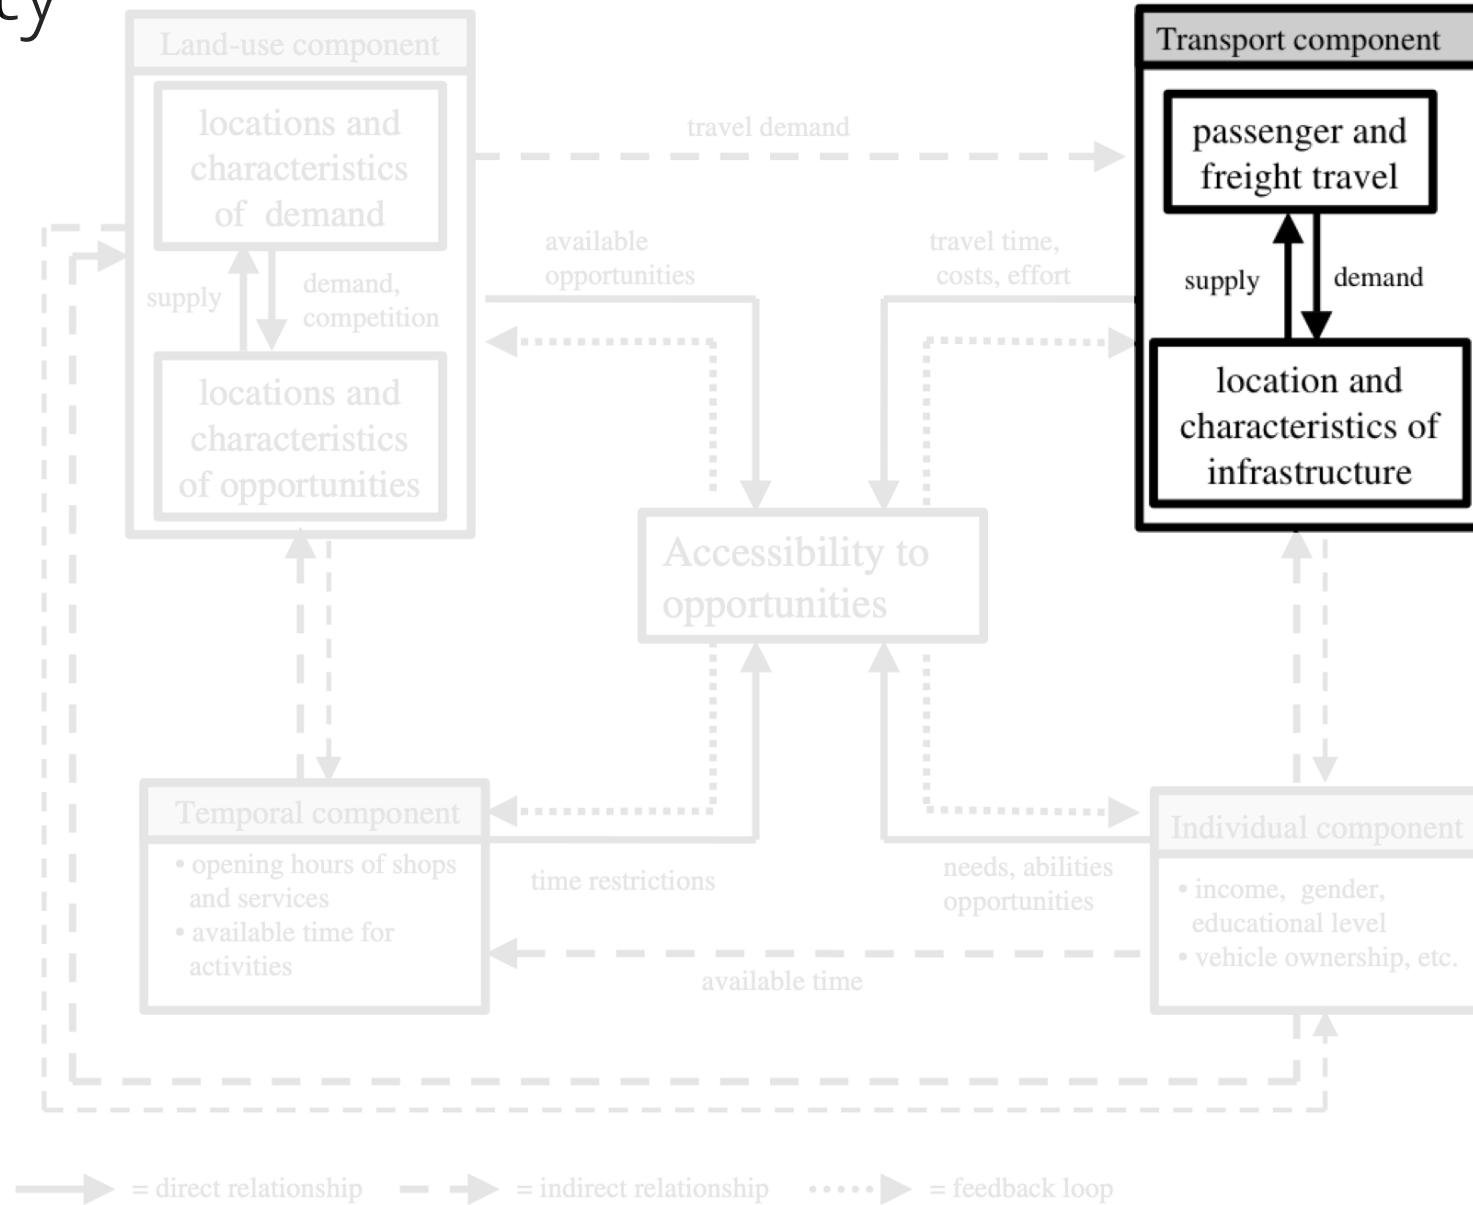 ty
Land-use component
locations and
characteristics
of demand
supply
demand,
competition
locations and
characteristics
of opportunities
travel demand
available
opportunities
travel time,
costs, effort
Transport component
passenger and
freight travel
supply
demand
location and
characteristics of
infrastructure
Accessibility to
opportunities
Temporal component
• opening hours of shops
and services
• available time for
activities
time restrictions
needs, abilities
opportunities
available time
Individual component
• income, gender,
educational level
• vehicle ownership, etc.
= direct relationship
= indirect relationship
= feedback loop